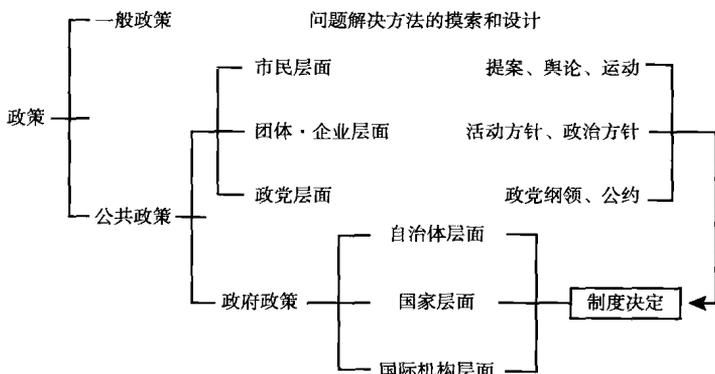 一般政策 问题解决方法的摸索和设计
市民层面 提案、舆论、运动
政策 团体·企业层面 活动方针、政治方针
政党层面 政党纲领、公约
公共政策
自治体层面
政府政策 国家层面 制度决定
国际机构层面